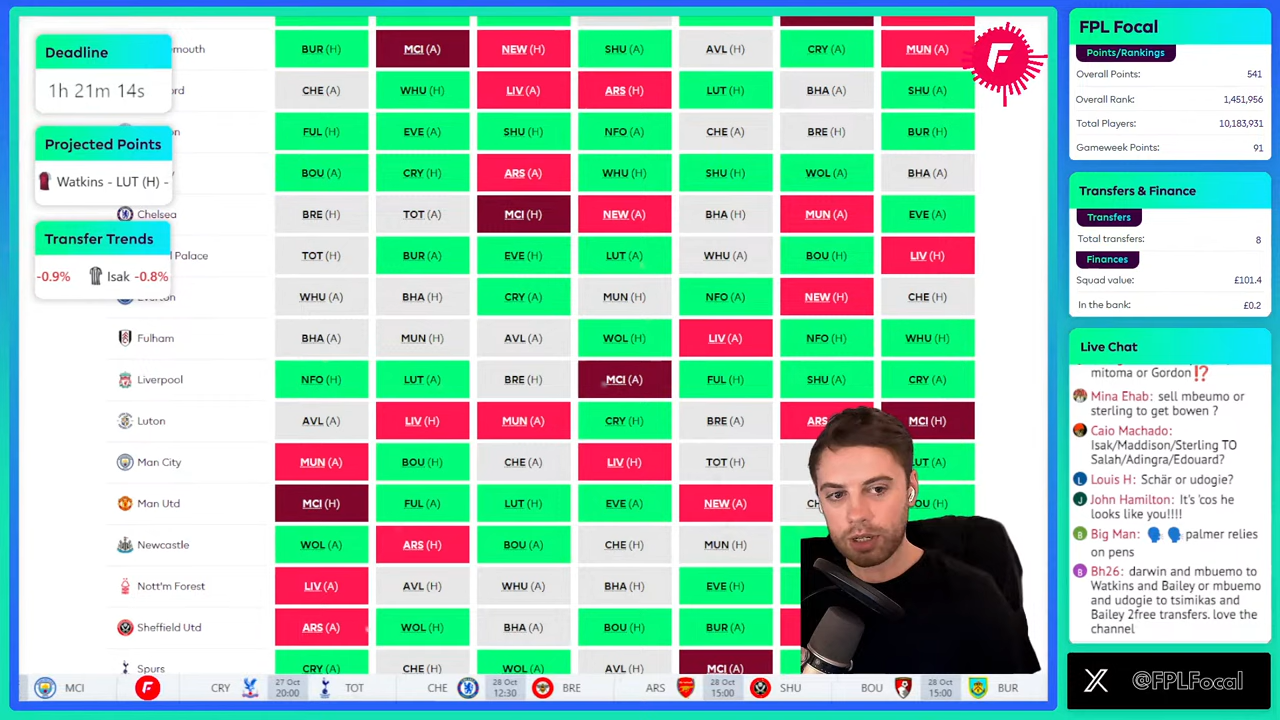 Deadline
1h 21m 14s
Projected Points
Watkins - LUT (H) -
Transfer Trends
-0.9% Isak -0.8%
mouth BUR (H) MCI (A) NEW (H) SHU (A) AVL (H) CRY (A) MUN (A)
ord CHE (A) WHU (H) LIV (A) ARS (H) LUT (H) BHA (A) SHU (A)
on FUL (H) EVE (A) SHU (H) NFO (A) CHE (A) BRE (H) BUR (H)
BOU (A) CRY (H) ARS (A) WHU (H) SHU (H) WOL (A) BHA (A)
Chelsea BRE (H) TOT (A) MCI (H) NEW (A) BHA (H) MUN (A) EVE (A)
Palace TOT (H) BUR (A) EVE (H) LUT (A) WHU (A) BOU (H) LIV (H)
Everton WHU (A) BHA (H) CRY (A) MUN (H) NFO (A) NEW (H) CHE (H)
Fulham BHA (A) MUN (H) AVL (A) WOL (H) LIV (A) NFO (H) WHU (H)
Liverpool NFO (H) LUT (A) BRE (H) MCI (A) FUL (H) SHU (A) CRY (A)
Luton AVL (A) LIV (H) MUN (A) CRY (H) BRE (A) ARS MCI (H)
Man City MUN (A) BOU (H) CHE (A) LIV (H) TOT (H) LUT (A)
Man Utd MCI (H) FUL (A) LUT (H) EVE (A) NEW (A) CH OU (H)
Newcastle WOL (A) ARS (H) BOU (A) CHE (H) MUN (H)
Nott'm Forest LIV (A) AVL (H) WHU (A) BHA (H) EVE (H)
Sheffield Utd ARS (A) WOL (H) BHA (A) BOU (H) BUR (A)
Spurs CRY (A) CHE (H) WOL (A) AVL (H) MCI (A)
MCI F CRY 27 Oct 20:00 TOT CHE 28 Oct 12:30 BRE ARS 28 Oct 15:00 SHU BOU 28 Oct 15:00 BUR
F
FPL Focal
Points/Rankings
Overall Points: 541
Overall Rank: 1,451,956
Total Players: 10,183,931
Gameweek Points: 91
Transfers & Finance
Transfers
Total transfers: 8
Finances
Squad value: £101.4
In the bank: £0.2
Live Chat
mitoma or Gordon⁉
Mina Ehab: sell mbeumo or
sterling to get bowen ?
Caio Machado:
Isak/Maddison/Sterling TO
Salah/Adingra/Edouard?
Louis H: Schär or udogie?
John Hamilton: It's 'cos he
looks like you!!!!
Big Man: 🗣 🗣 palmer relies
on pens
Bh26: darwin and mbuemo to
Watkins and Bailey or mbuemo
and udogie to tsimikas and
Bailey 2free transfers. love the
channel
X @FPLFocal